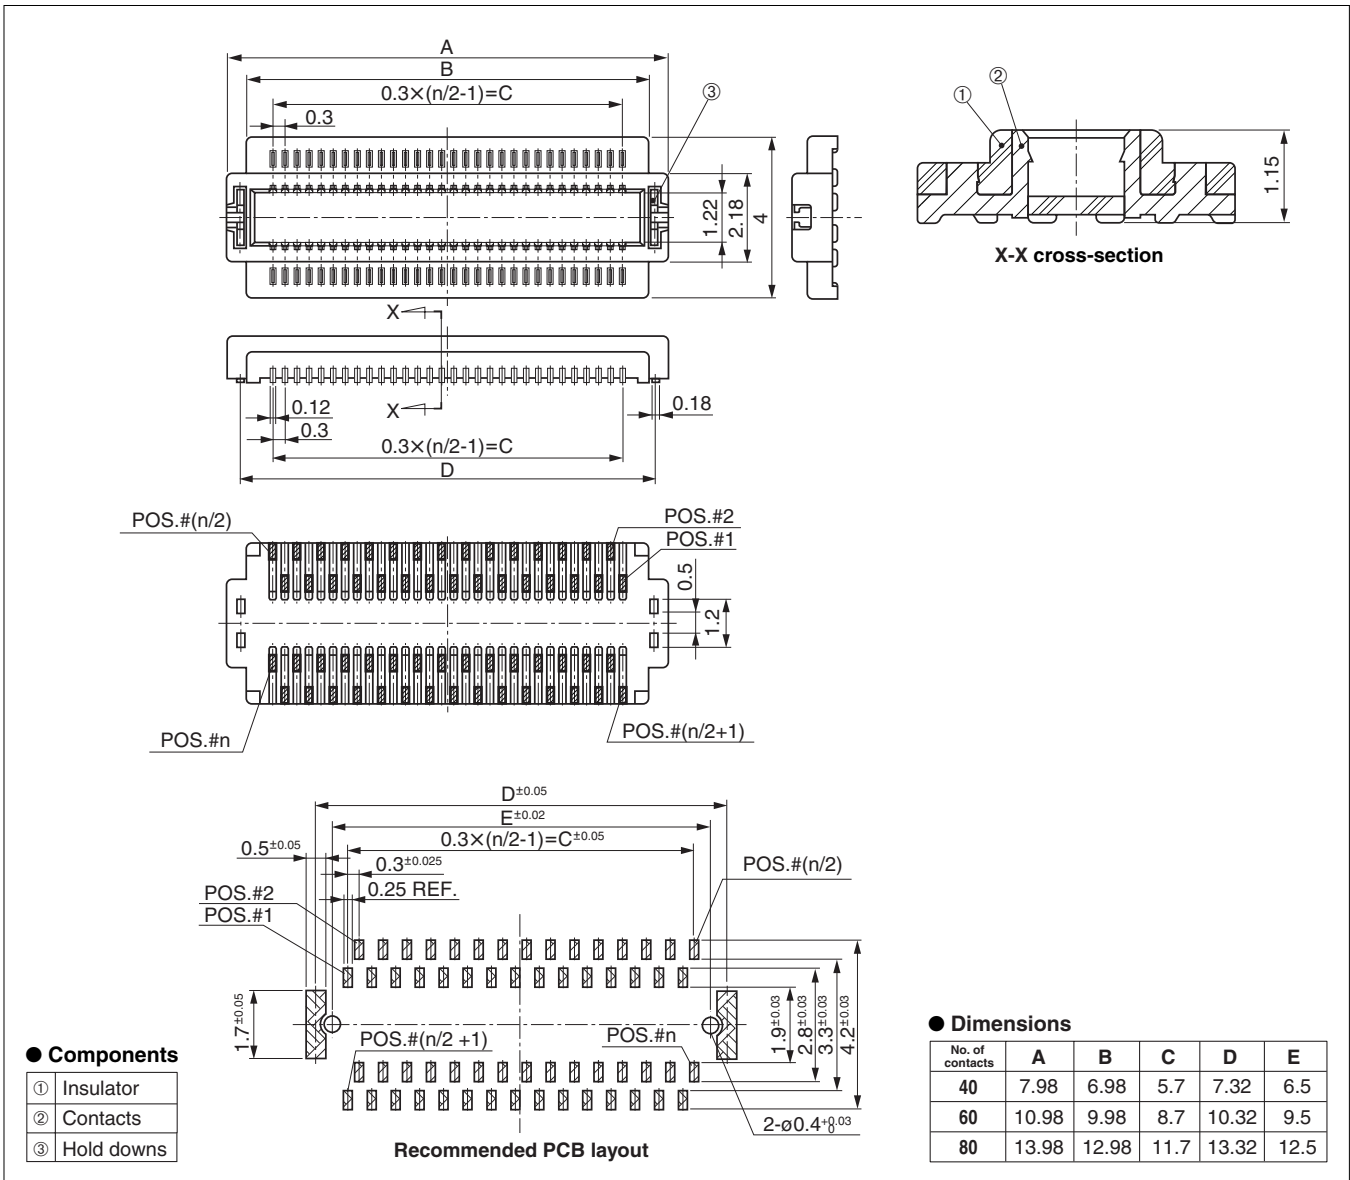 A
B
0.3×(n/2-1)=C
0.3
③
1.22
2.18
4
①
②
1.15
X-X cross-section
X
X
0.12
0.3
0.18
0.3×(n/2-1)=C
D
POS.#(n/2)
POS.#2
POS.#1
0.5
1.2
POS.#n
POS.#(n/2+1)
D±0.05
E±0.02
0.3×(n/2-1)=C±0.05
0.5±0.05
0.3±0.025
0.25 REF.
POS.#2
POS.#1
POS.#(n/2)
1.7±0.05
POS.#(n/2 +1)
POS.#n
1.9±0.03
2.8±0.03
3.3±0.03
4.2±0.03
2-ø0.4+0.03 0
Recommended PCB layout
● Components
① Insulator
② Contacts
③ Hold downs
● Dimensions
No. of contacts A B C D E
40 7.98 6.98 5.7 7.32 6.5
60 10.98 9.98 8.7 10.32 9.5
80 13.98 12.98 11.7 13.32 12.5